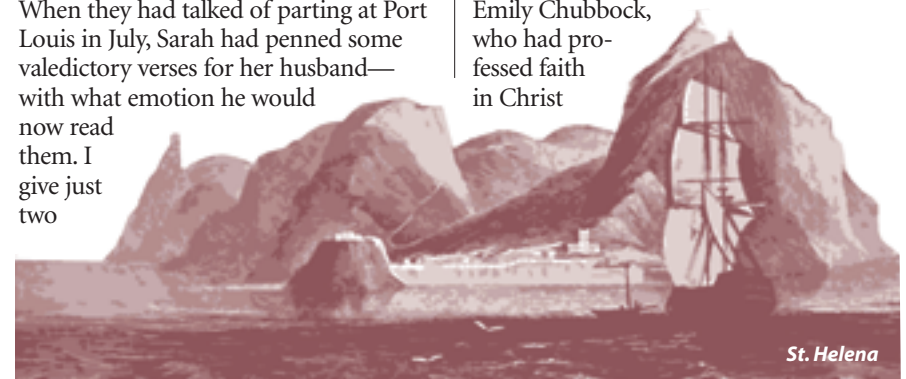 When they had talked of parting at Port
Louis in July, Sarah had penned some
valedictory verses for her husband—
with what emotion he would
now read
them. I
give just
two
Emily Chubbock,
who had pro-
fessed faith
in Christ
St. Helena